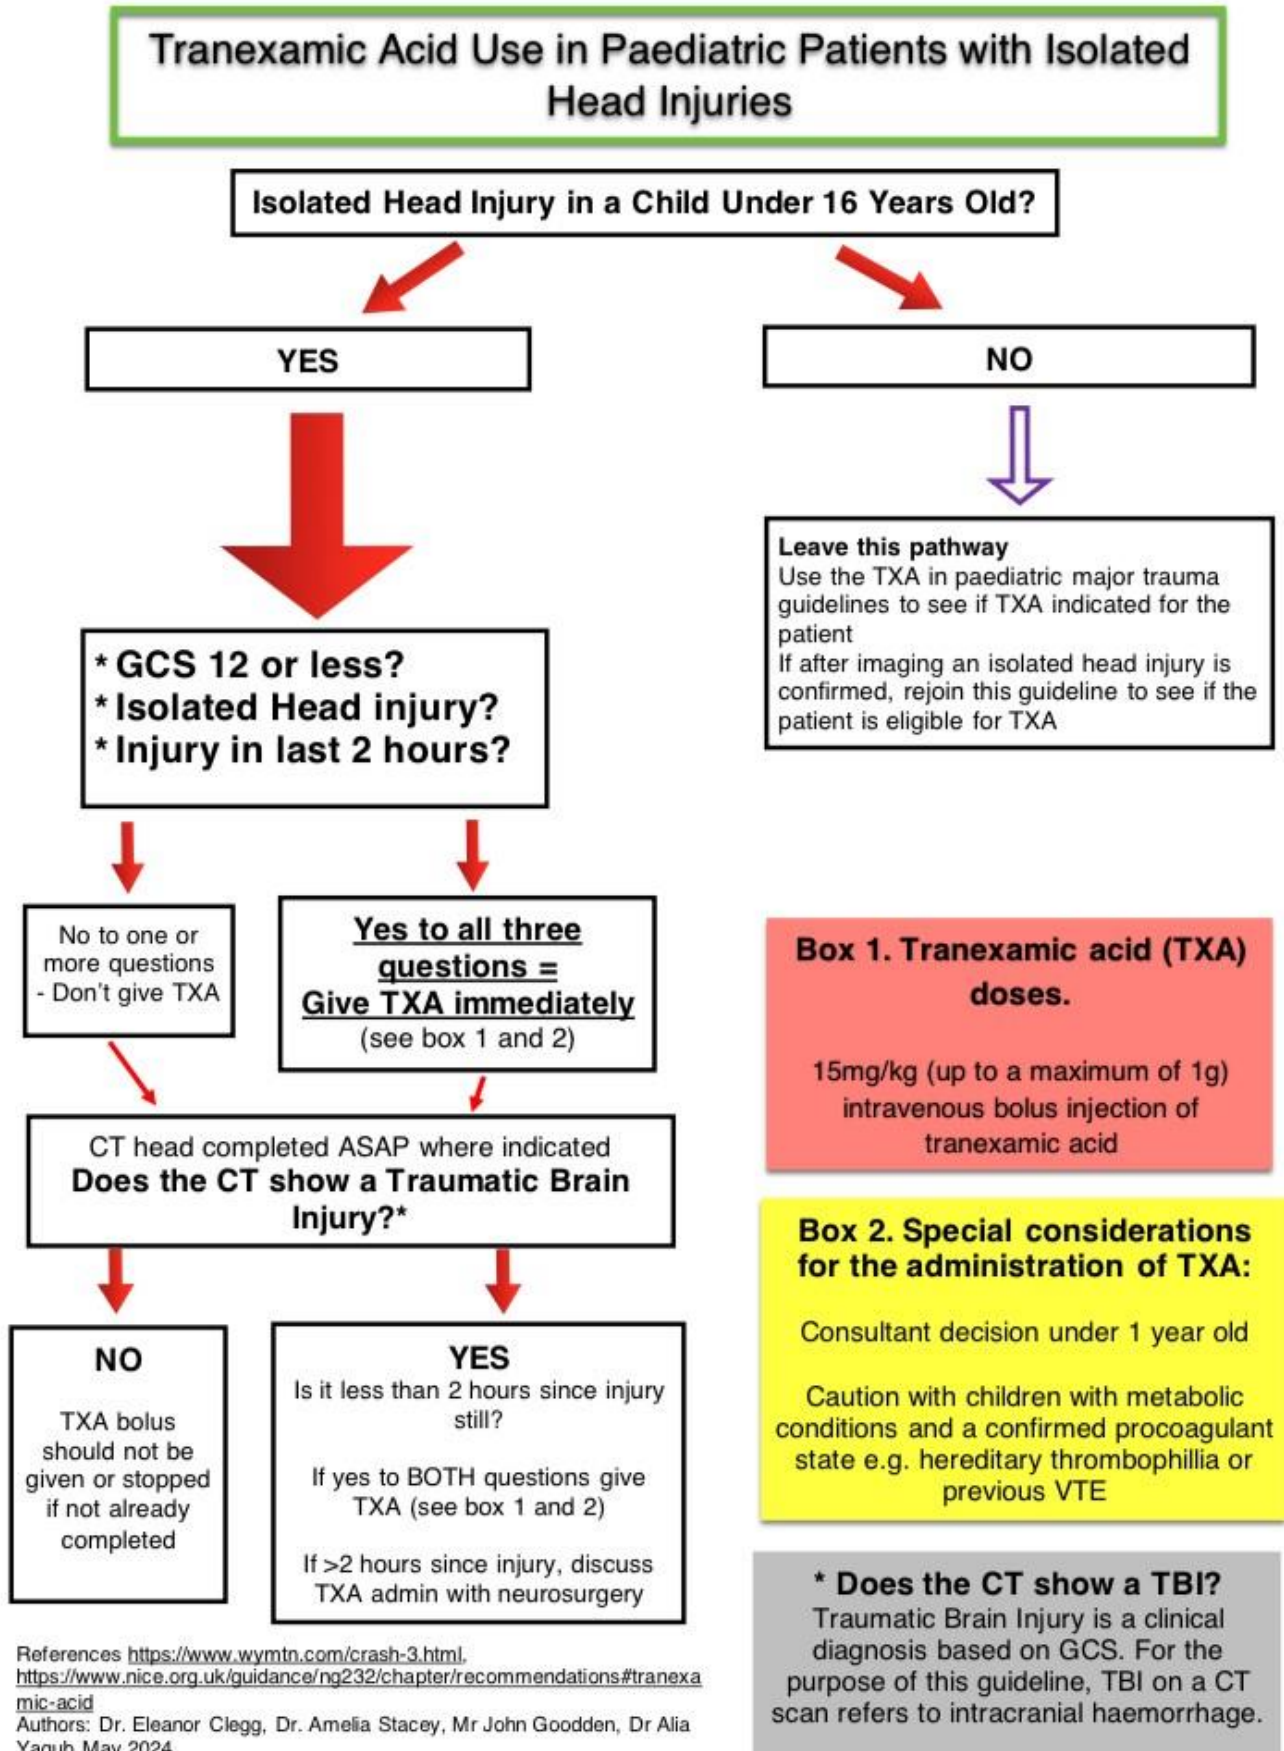 Tranexamic Acid Use in Paediatric Patients with Isolated
Head Injuries
Isolated Head Injury in a Child Under 16 Years Old?
YES
NO
Leave this pathway
Use the TXA in paediatric major trauma
guidelines to see if TXA indicated for the
patient
If after imaging an isolated head injury is
confirmed, rejoin this guideline to see if the
patient is eligible for TXA
* GCS 12 or less?
* Isolated Head injury?
* Injury in last 2 hours?
No to one or
more questions
- Don't give TXA
Yes to all three
questions =
Give TXA immediately
(see box 1 and 2)
CT head completed ASAP where indicated
Does the CT show a Traumatic Brain
Injury?*
NO
TXA bolus
should not be
given or stopped
if not already
completed
YES
Is it less than 2 hours since injury
still?
If yes to BOTH questions give
TXA (see box 1 and 2)
If >2 hours since injury, discuss
TXA admin with neurosurgery
Box 1. Tranexamic acid (TXA)
doses.
15mg/kg (up to a maximum of 1g)
intravenous bolus injection of
tranexamic acid
Box 2. Special considerations
for the administration of TXA:
Consultant decision under 1 year old
Caution with children with metabolic
conditions and a confirmed procoagulant
state e.g. hereditary thrombophillia or
previous VTE
* Does the CT show a TBI?
Traumatic Brain Injury is a clinical
diagnosis based on GCS. For the
purpose of this guideline, TBI on a CT
scan refers to intracranial haemorrhage.
References https://www.wymtn.com/crash-3.html,
https://www.nice.org.uk/guidance/ng232/chapter/recommendations#tranexa
mic-acid
Authors: Dr. Eleanor Clegg, Dr. Amelia Stacey, Mr John Goodden, Dr Alia
Yaqub May 2024